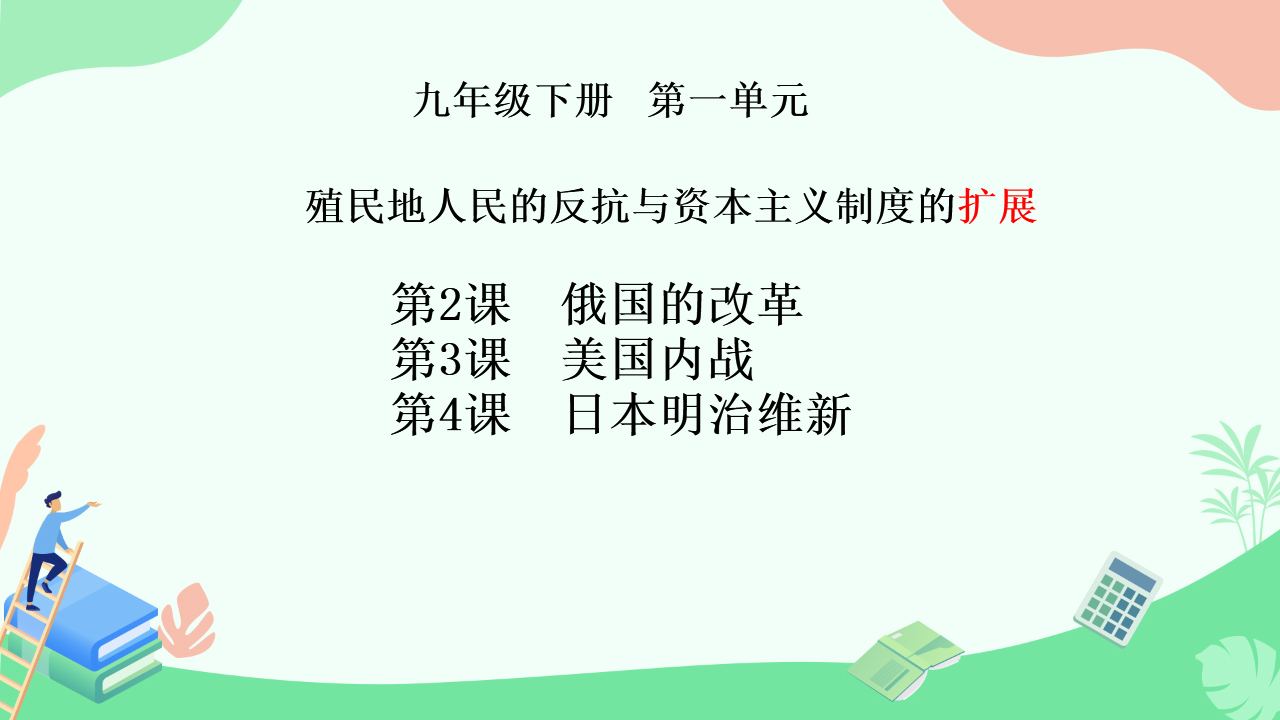 九年级下册 第一单元
殖民地人民的反抗与资本主义制度的扩展
第2课 俄国的改革
第3课 美国内战
第4课 日本明治维新